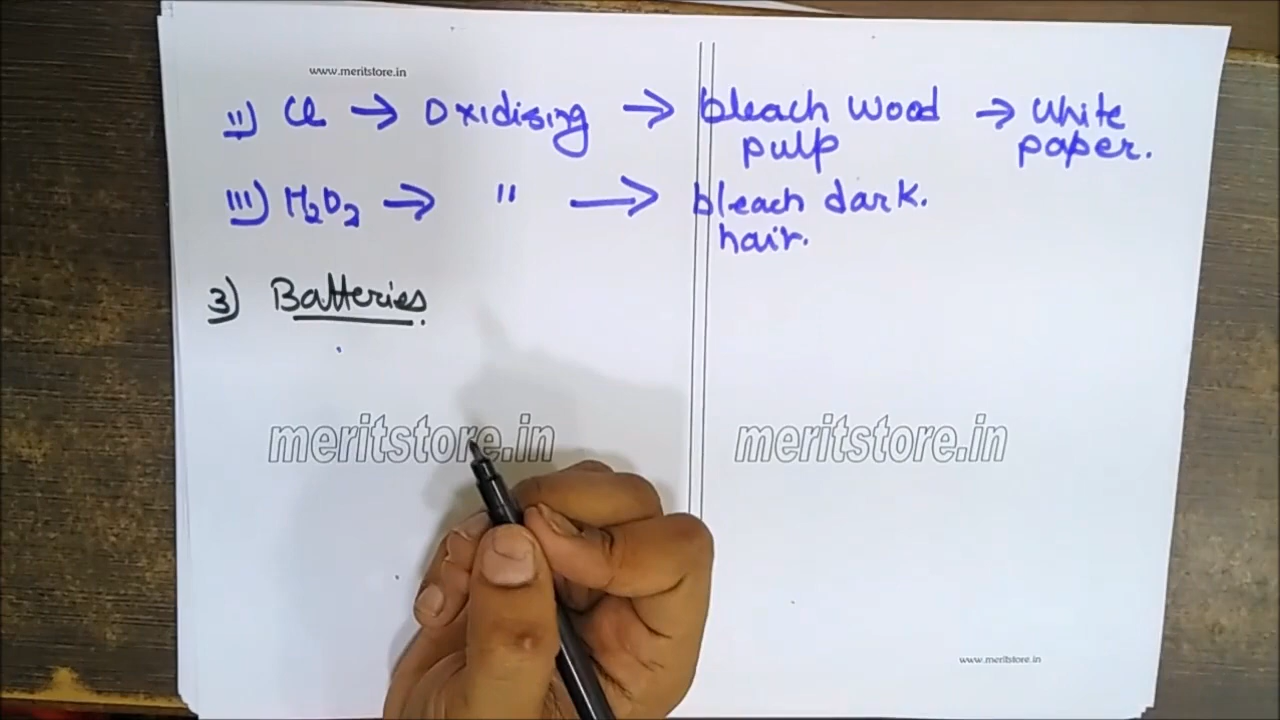 www.meritstore.in
II) Cl → Oxidising → bleach wood → White
pulp paper.
III) H2O2 → " → bleach dark.
hair.
3) Batteries.
meritstore.in meritstore.in
www.meritstore.in